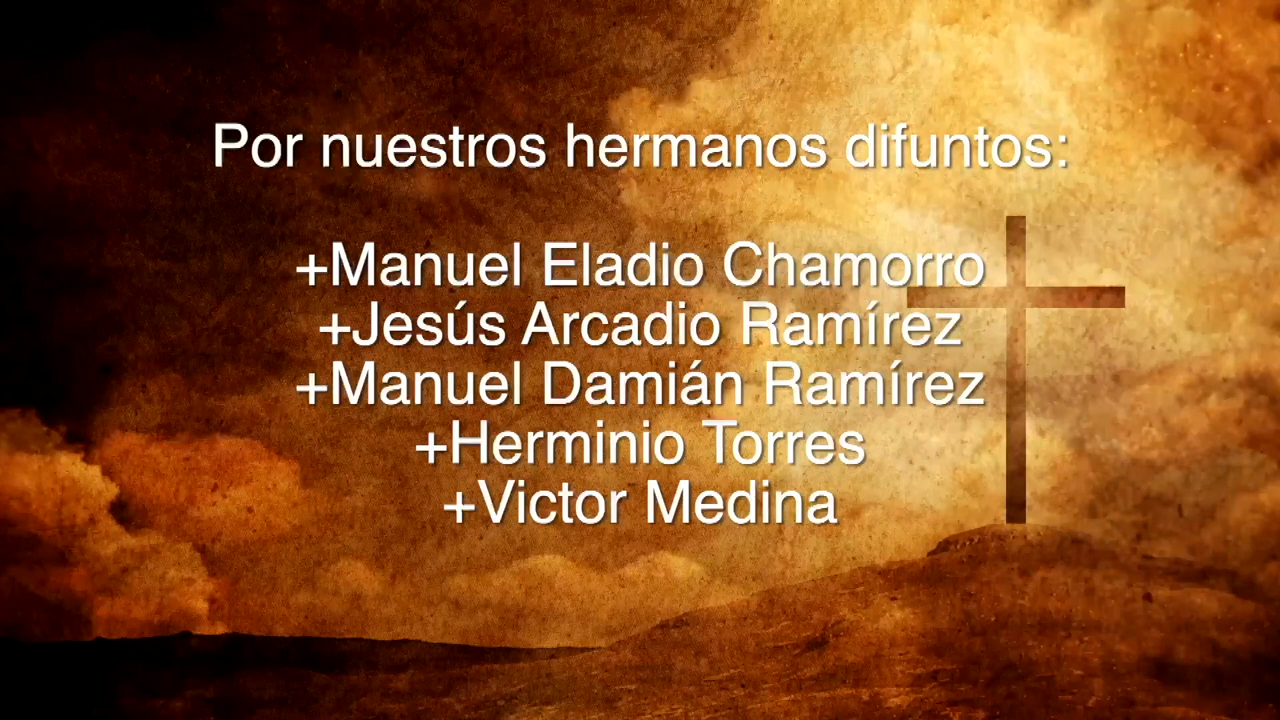 Por nuestros hermanos difuntos:
+Manuel Eladio Chamorro
+Jesús Arcadio Ramírez
+Manuel Damián Ramírez
+Herminio Torres
+Victor Medina